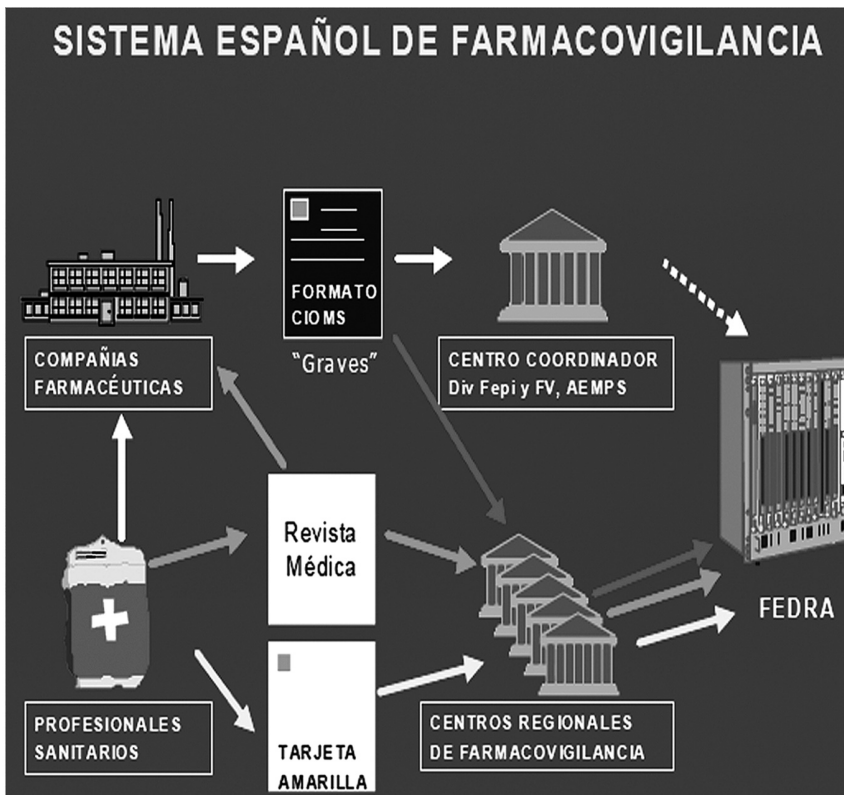 SISTEMA ESPAÑOL DE FARMACOVIGILANCIA
FORMATO
CIOMS
"Graves"
COMPAÑIAS
FARMACÉUTICAS
CENTRO COORDINADOR
Div Fepi y FV, AEMPS
Revista
Médica
FEDRA
PROFESIONALES
SANITARIOS
TARJETA
AMARILLA
CENTROS REGIONALES
DE FARMACOVIGILANCIA